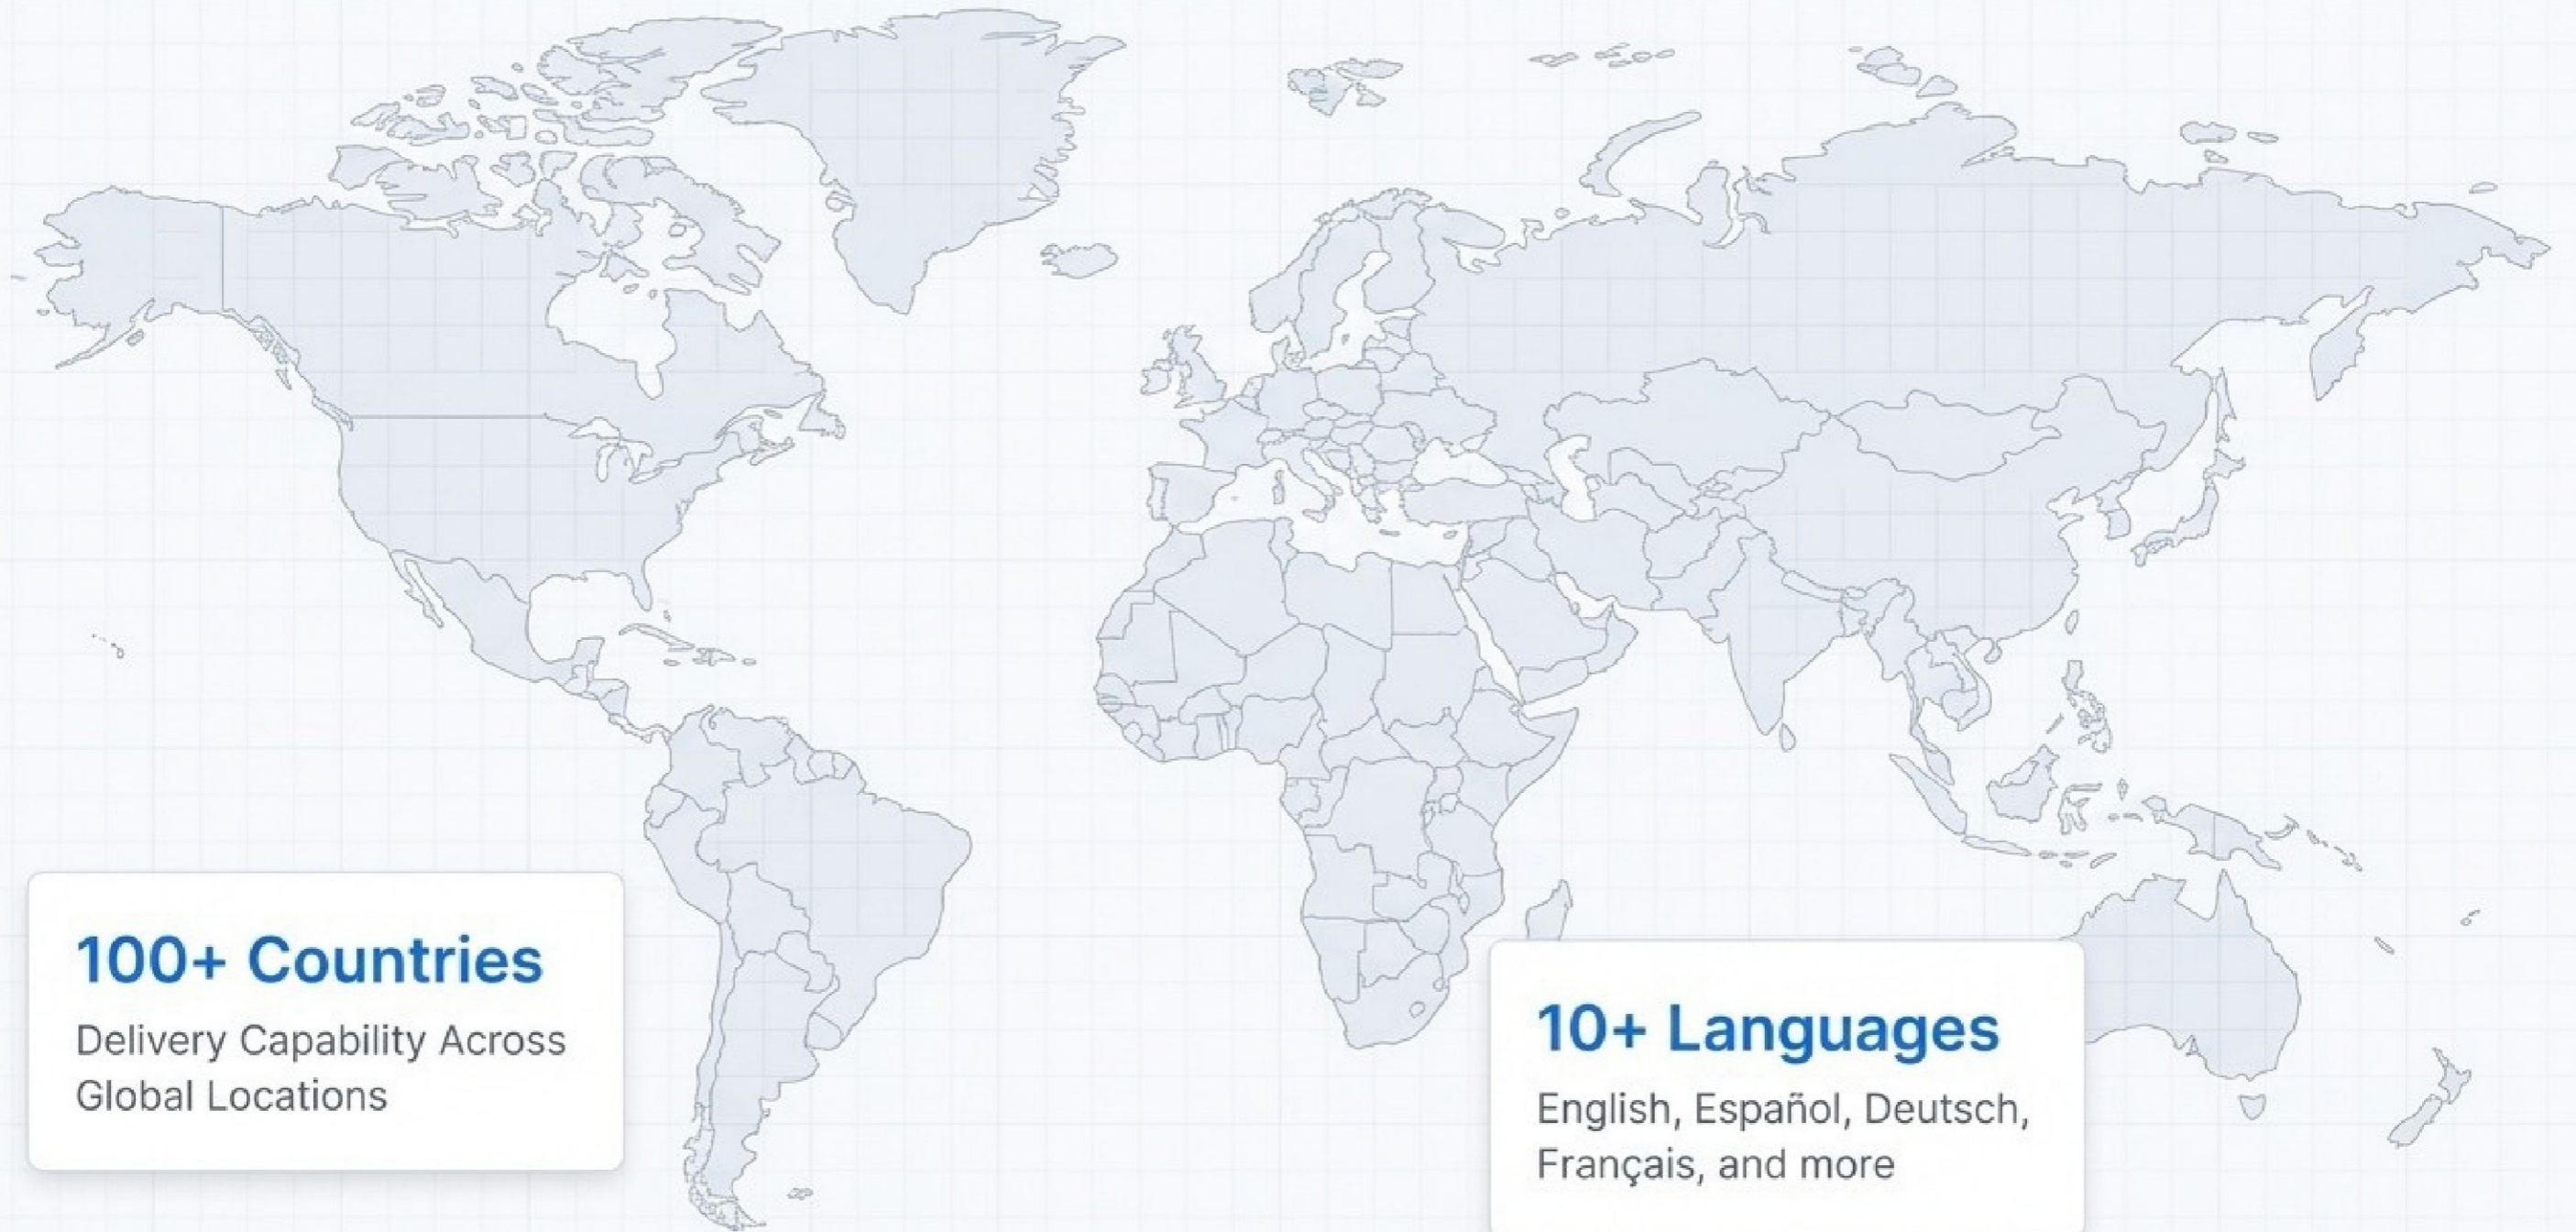 100+ Countries
Delivery Capability Across
Global Locations
10+ Languages
English, Español, Deutsch,
Français, and more